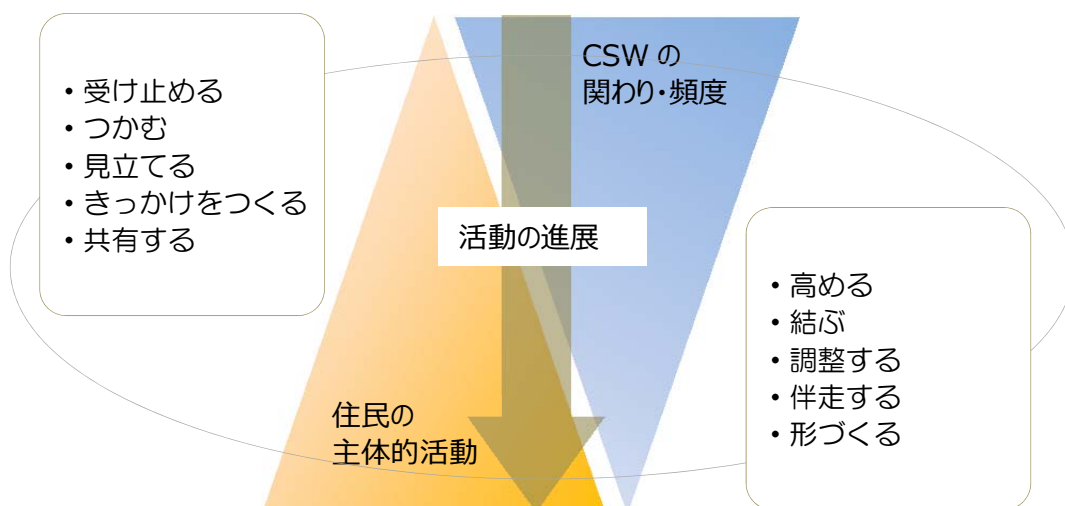 ・受け止める
・つかむ
・見立てる
・きっかけをつくる
・共有する
CSW の
関わり・頻度
活動の進展
住民の
主体的活動
・高める
・結ぶ
・調整する
・伴走する
・形づくる